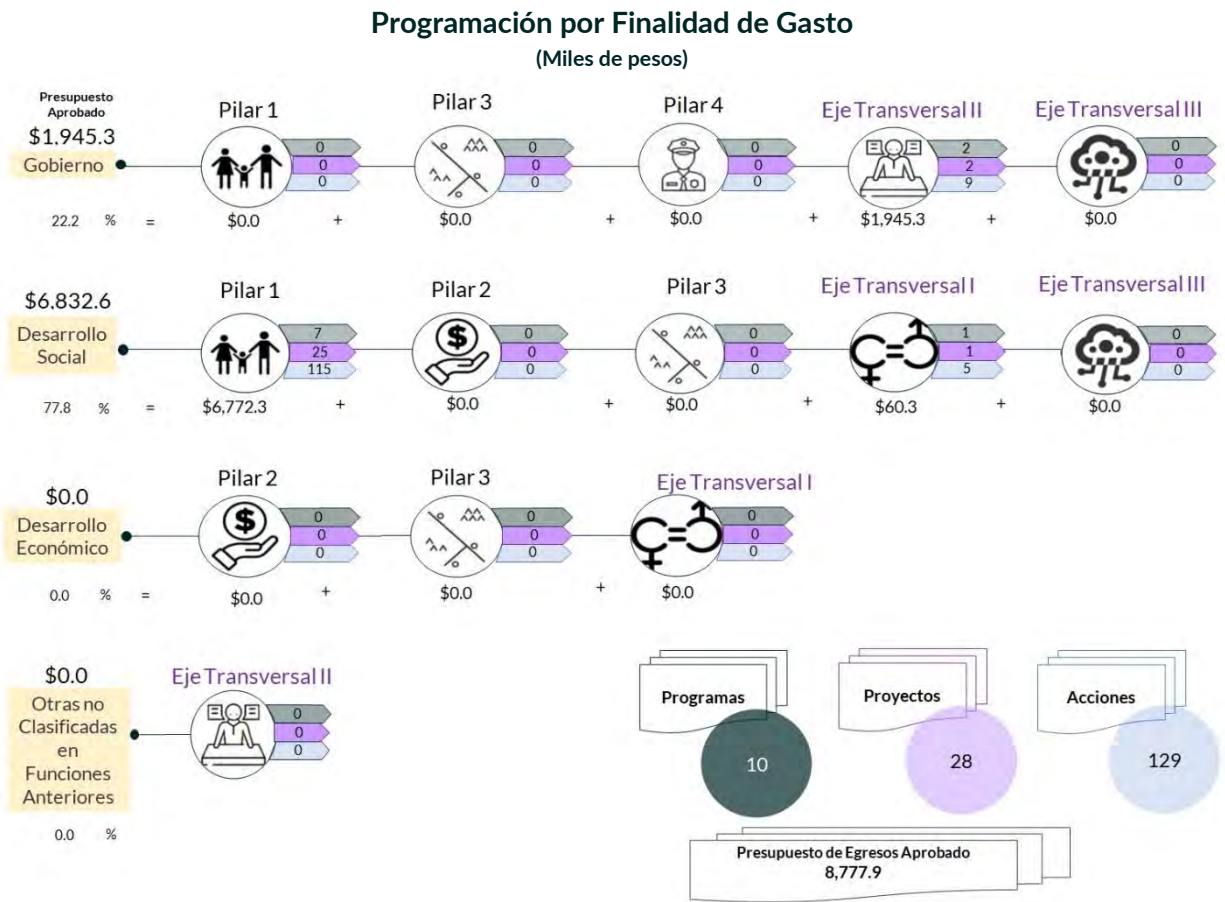 Programación por Finalidad de Gasto
(Miles de pesos)
Presupuesto
Aprobado
$1,945.3
Gobierno
22.2 % =
Pilar 1
0
0
0
$0.0
+
Pilar 3
0
0
0
$0.0
+
Pilar 4
0
0
0
$0.0
+
Eje Transversal II
2
2
9
$1,945.3
+
Eje Transversal III
0
0
0
$0.0
$6,832.6
Desarrollo
Social
77.8 % =
Pilar 1
7
25
115
$6,772.3
+
Pilar 2
0
0
0
$0.0
+
Pilar 3
0
0
0
$0.0
+
Eje Transversal I
1
1
5
$60.3
+
Eje Transversal III
0
0
0
$0.0
$0.0
Desarrollo
Económico
0.0 % =
Pilar 2
$
0
0
0
$0.0
+
Pilar 3
0
0
0
$0.0
+
Eje Transversal I
0
0
0
$0.0
$0.0
Otras no
Clasificadas
en
Funciones
Anteriores
0.0 %
Eje Transversal II
0
0
0
Programas
10
Proyectos
28
Acciones
129
Presupuesto de Egresos Aprobado
8,777.9